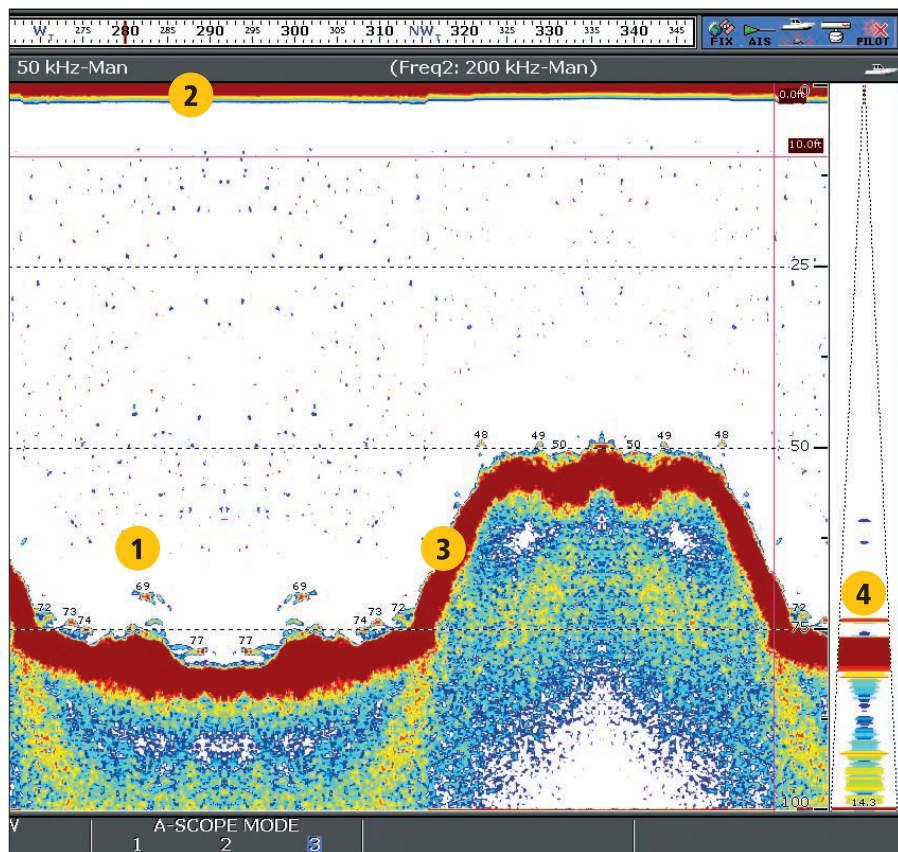 W T 275 280 285 290 295 300 305 310 NW T 320 325 330 335 340 345
FIX AIS PILOT
50 kHz-Man (Freq2: 200 kHz-Man)
2
0.0ft 0
10.0ft
25
48 49 50 50 49 48
50
1 3
69 69
4
72 73 74 74 73 72 72
75
77 77
100 14.3
V A-SCOPE MODE
1 2 3